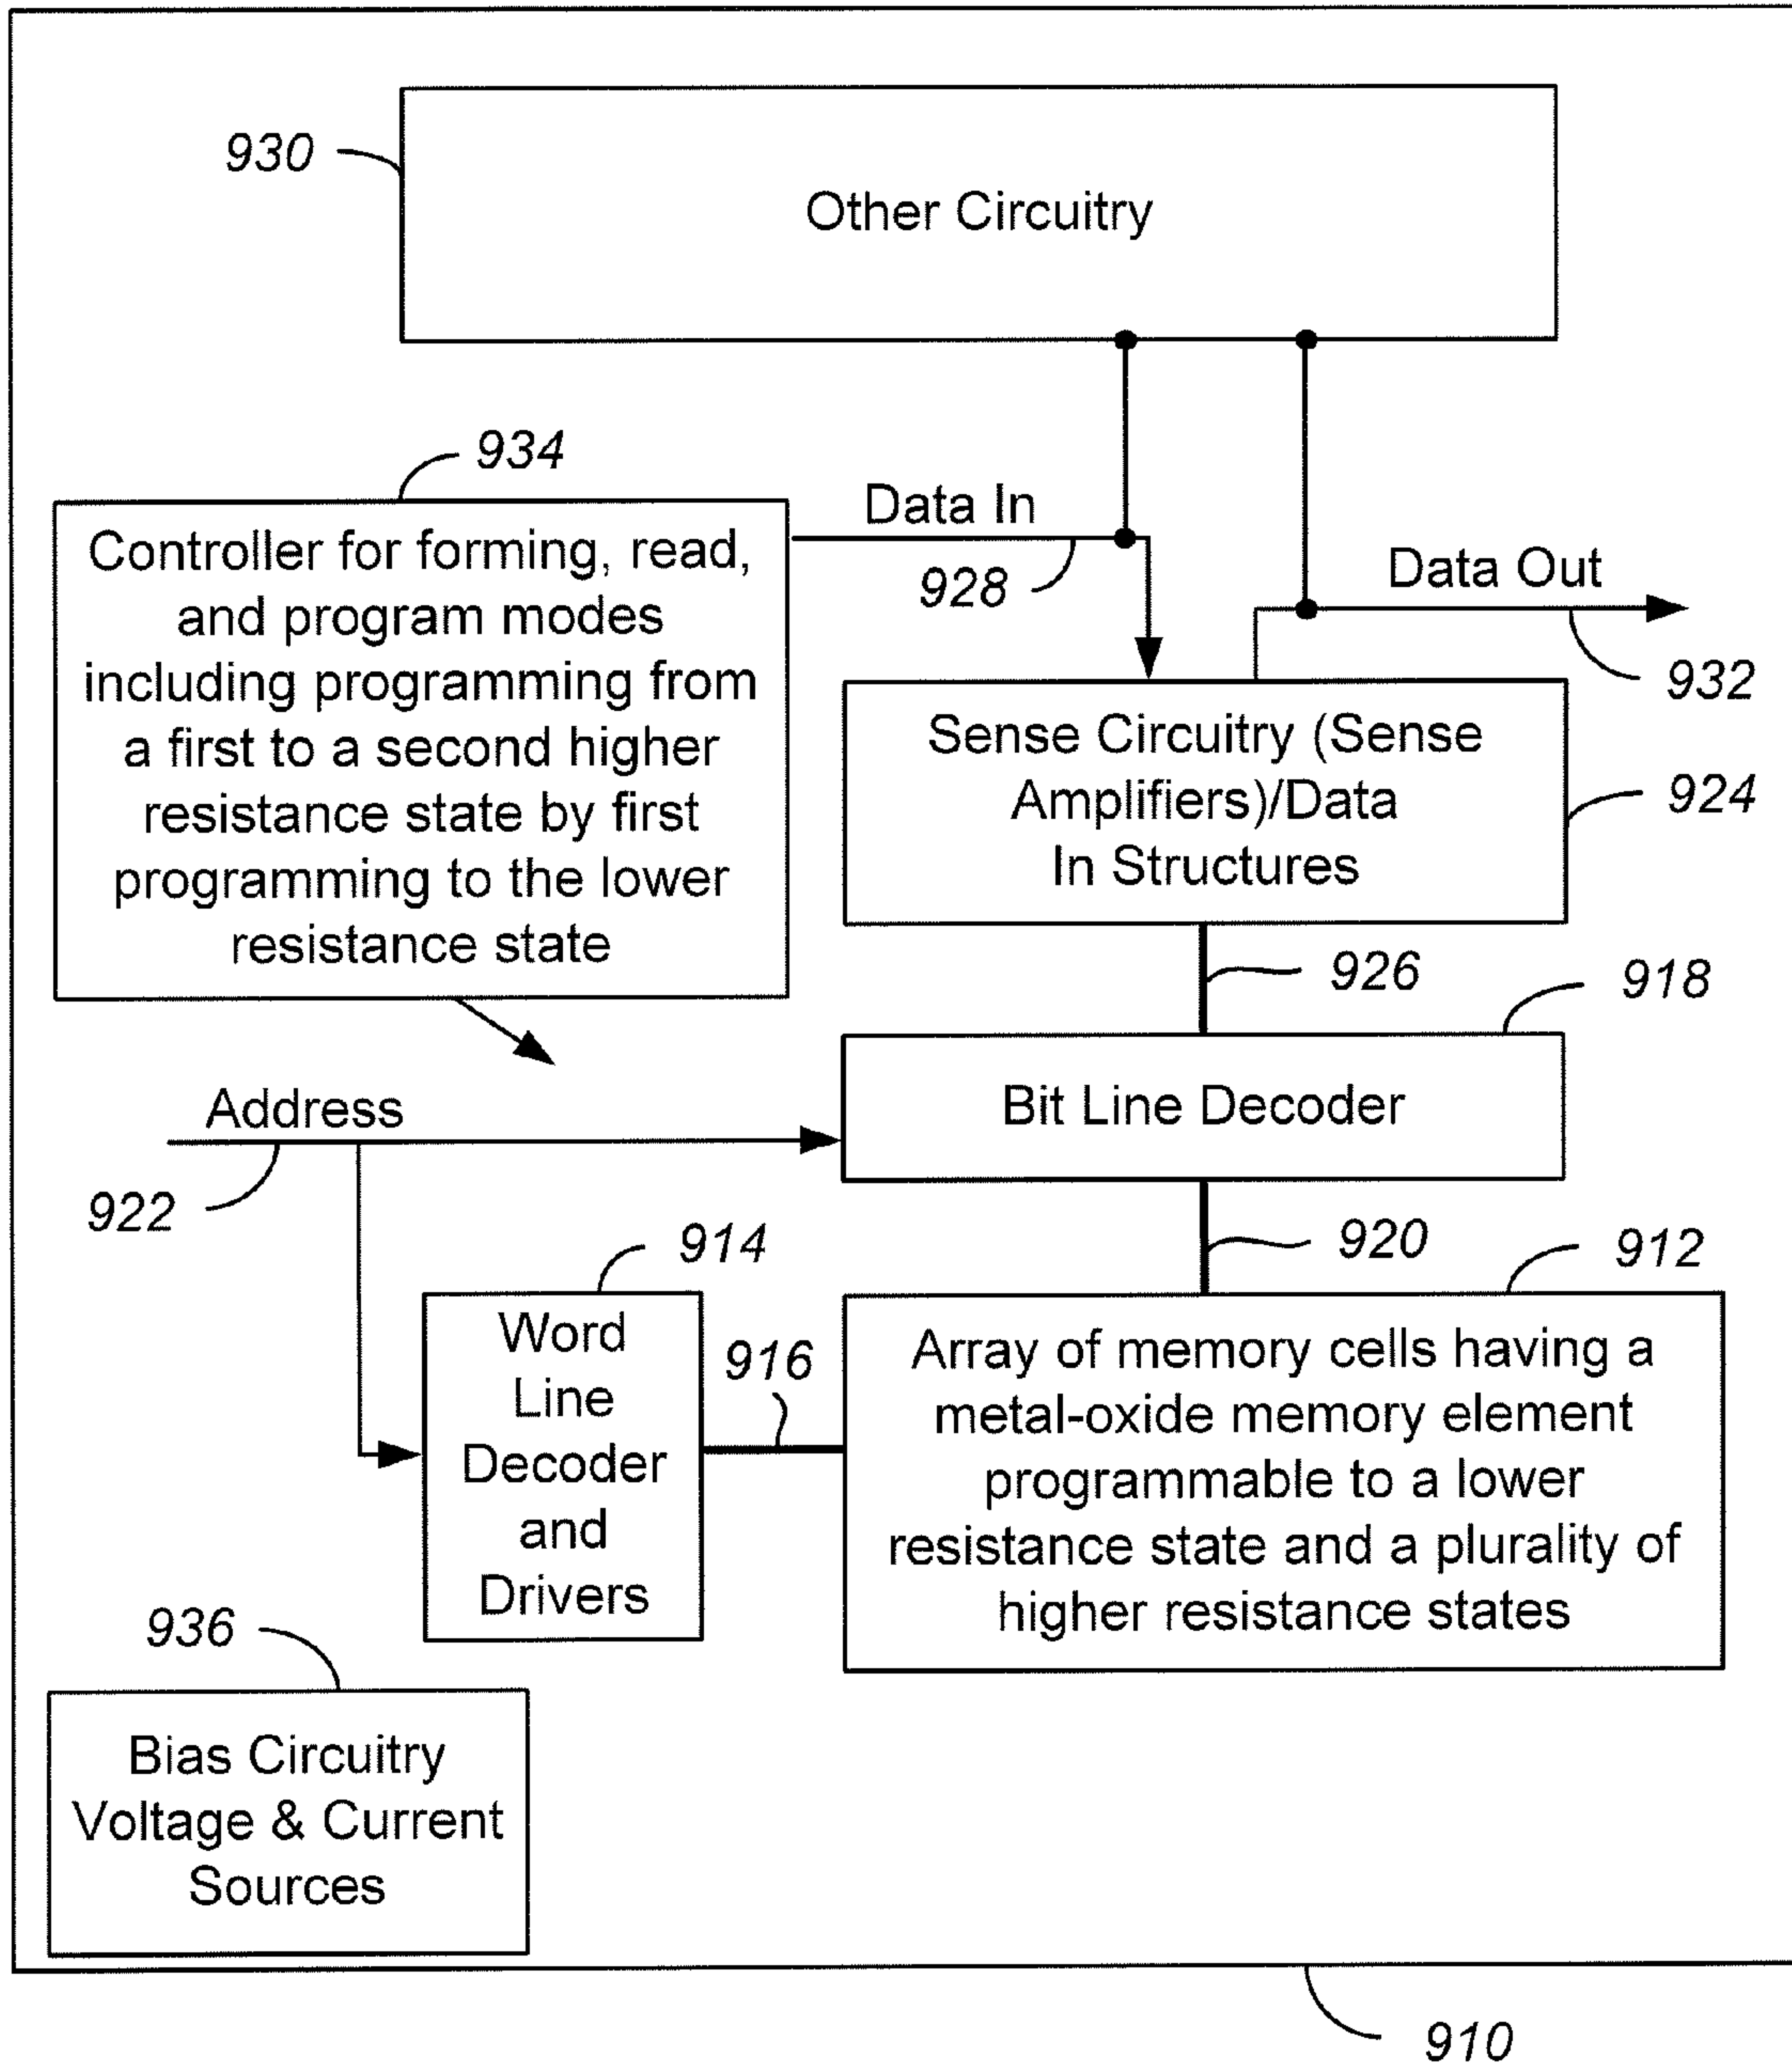 930
Other Circuitry
934
Controller for forming, read,
and program modes
including programming from
a first to a second higher
resistance state by first
programming to the lower
resistance state
Data In
928
Data Out
932
Sense Circuitry (Sense
Amplifiers)/Data
In Structures
924
926
918
Bit Line Decoder
Address
922
920
914
Word
Line
Decoder
and
Drivers
916
912
Array of memory cells having a
metal-oxide memory element
programmable to a lower
resistance state and a plurality of
higher resistance states
936
Bias Circuitry
Voltage & Current
Sources
910